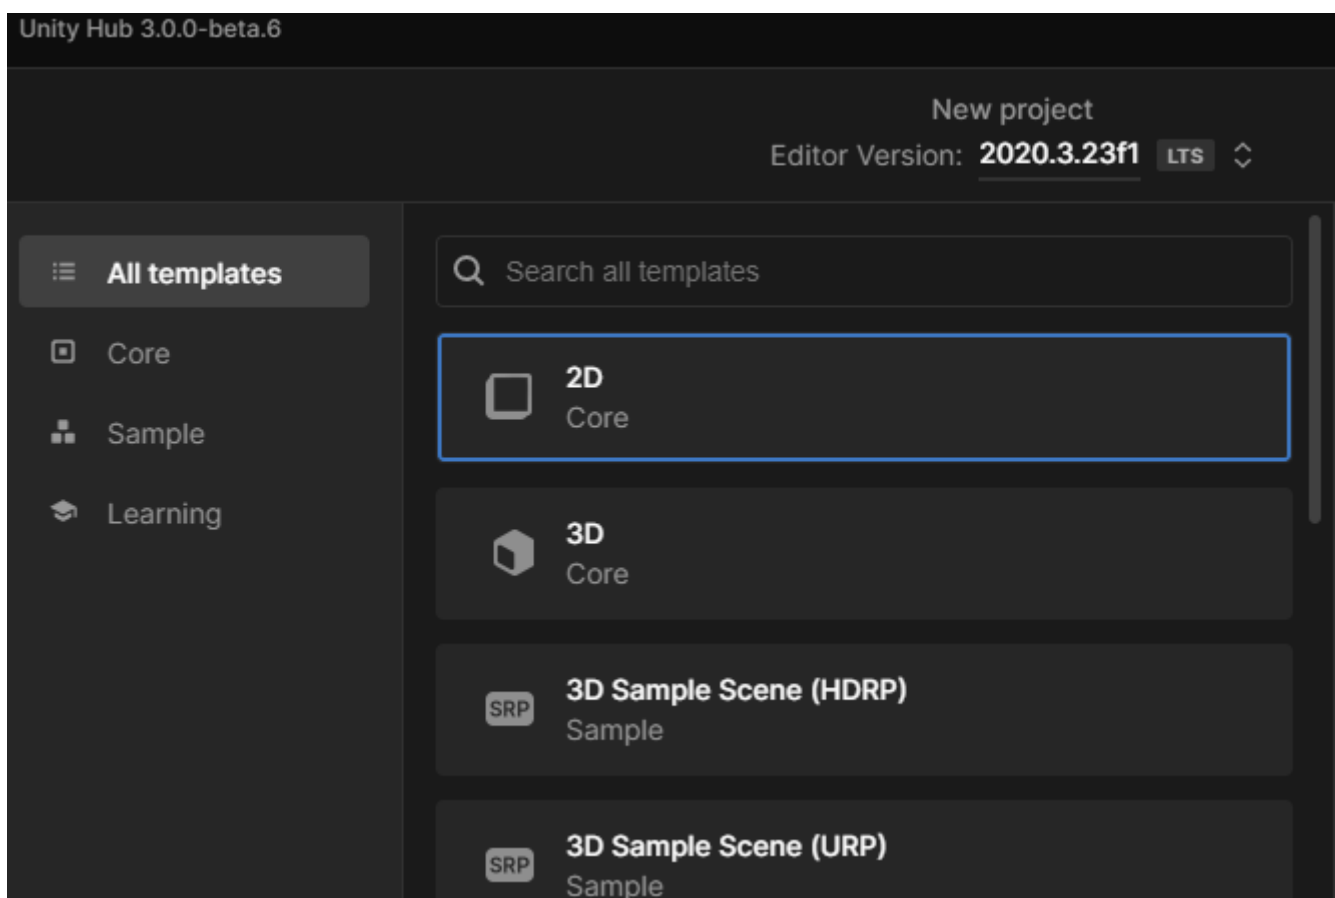 Unity Hub 3.0.0-beta.6
New project
Editor Version: 2020.3.23f1 LTS
All templates
Core
Sample
Learning
Search all templates
2D
Core
3D
Core
SRP
3D Sample Scene (HDRP)
Sample
SRP
3D Sample Scene (URP)
Sample